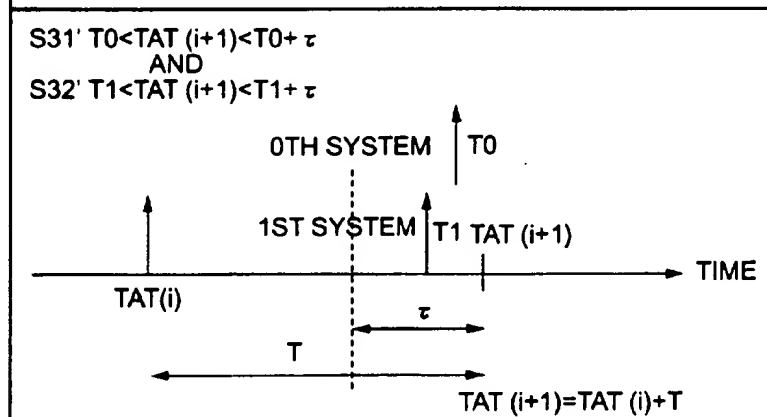 S31' T0<TAT (i+1)<T0+ τ
AND
S32' T1<TAT (i+1)<T1+ τ
0TH SYSTEM T0
1ST SYSTEM T1 TAT (i+1)
TIME
TAT(i)
τ
T
TAT (i+1)=TAT (i)+T